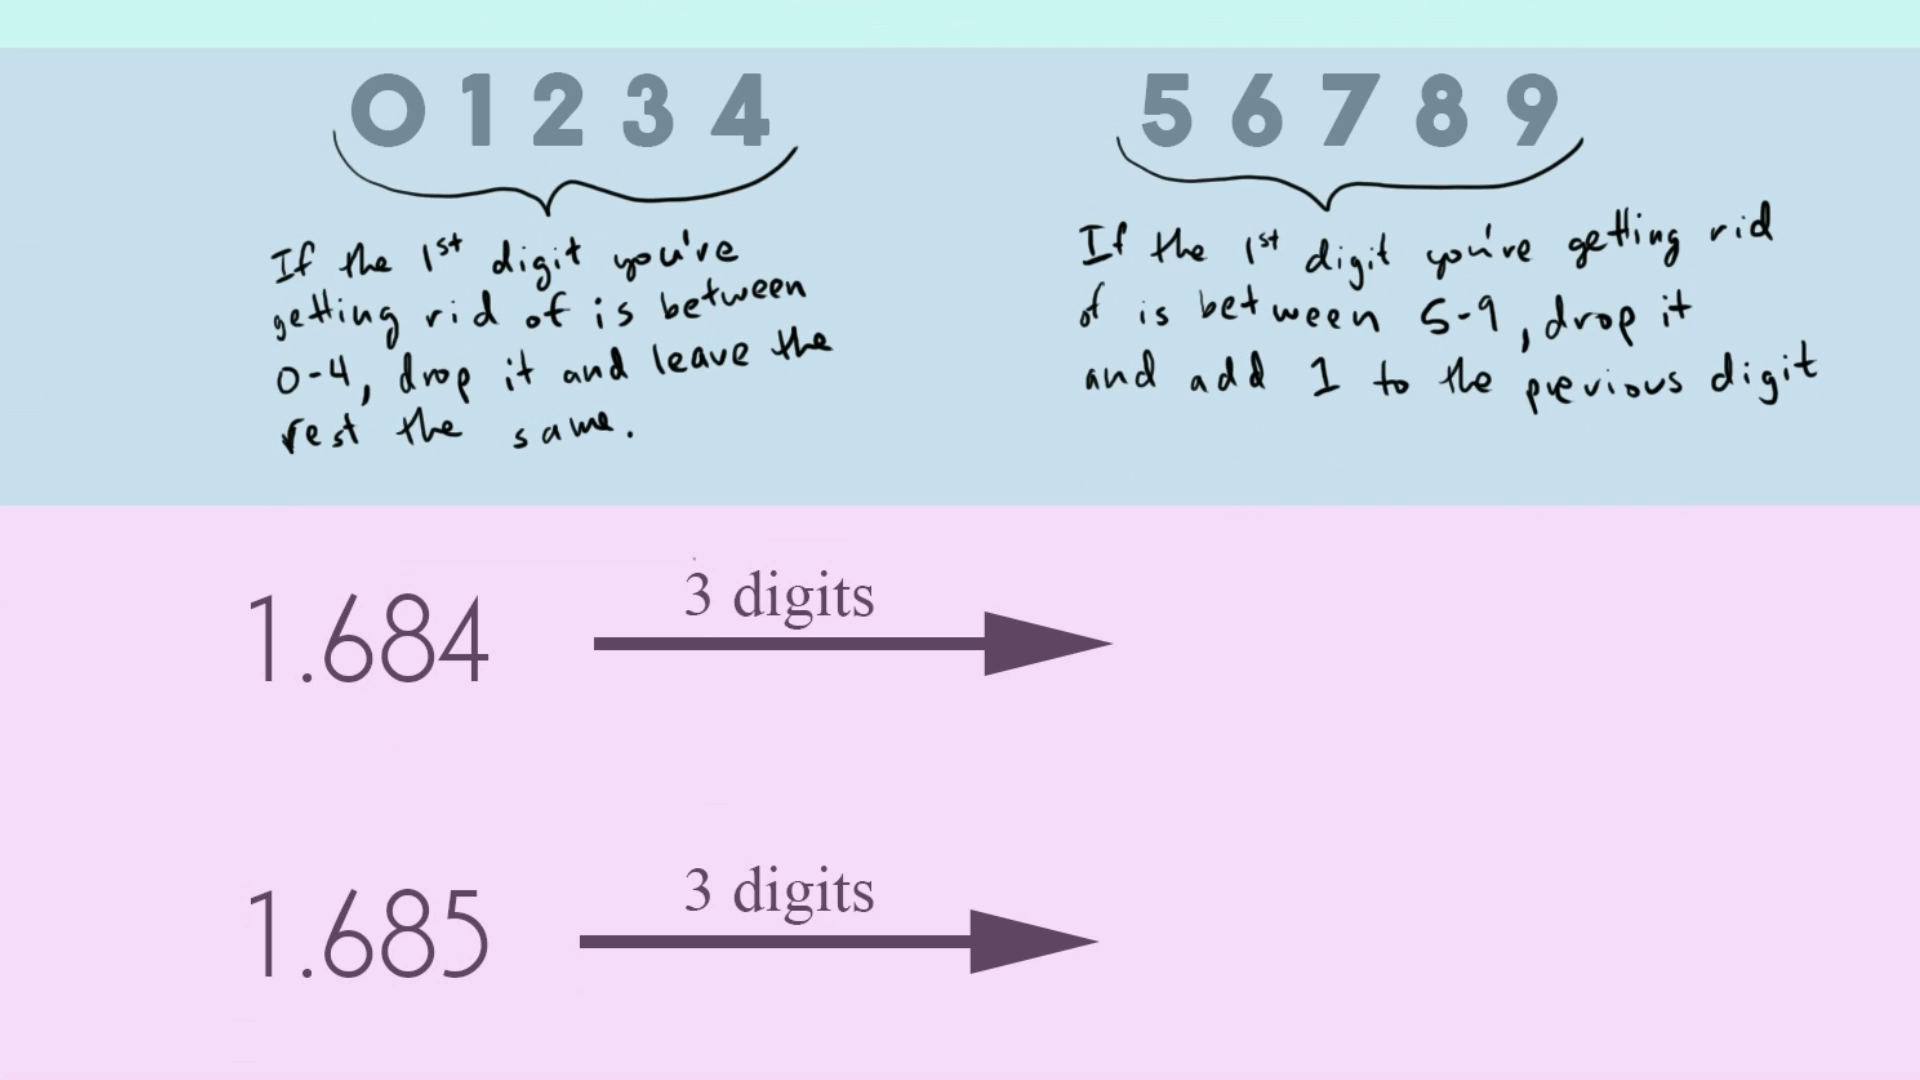 0 1 2 3 4
If the 1st digit you're
getting rid of is between
0-4, drop it and leave the
rest the same.
5 6 7 8 9
If the 1st digit you're getting rid
of is between 5-9, drop it
and add 1 to the previous digit
1.684
3 digits
1.685
3 digits